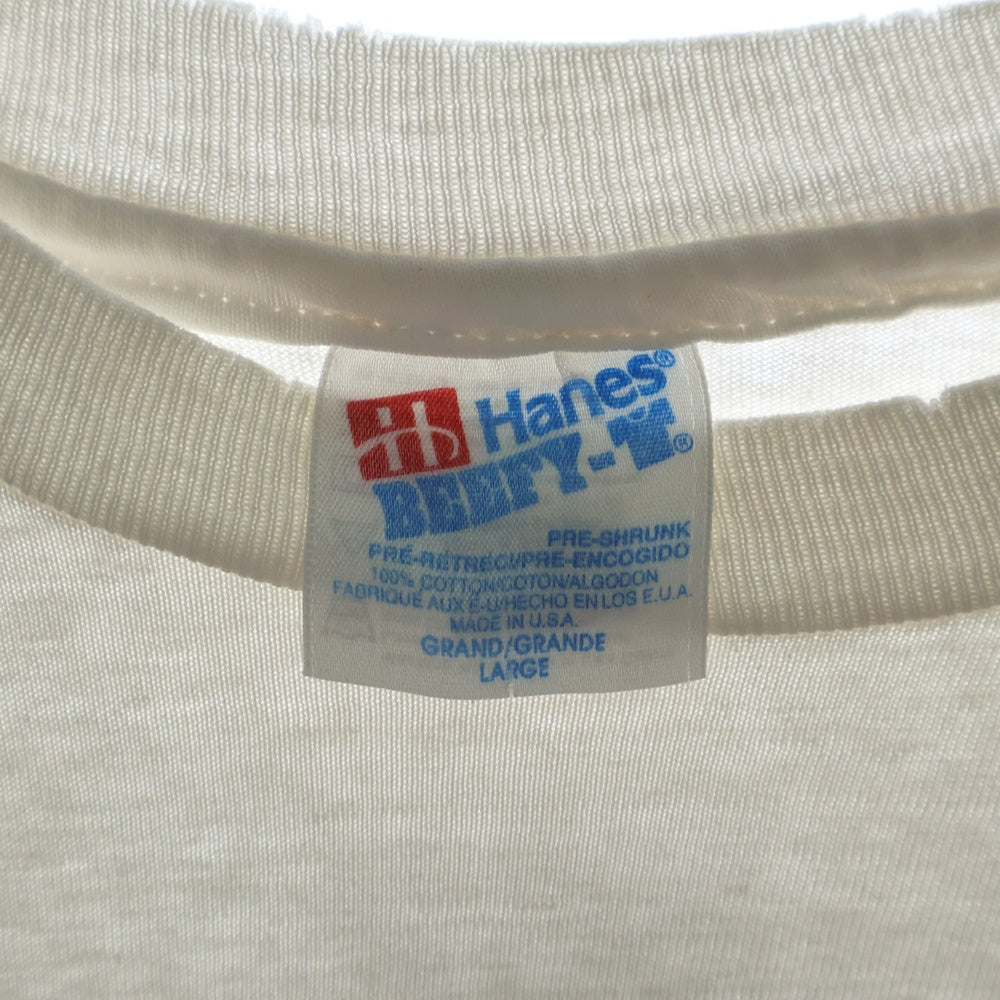 H Hanes®
BEEFY-T®
PRE-SHRUNK
PRÉ-RÉTRÉCI/PRE-ENCOGIDO
100% COTTON/COTON/ALGODON
FABRIQUÉ AUX É-U/HECHO EN LOS E.U.A.
MADE IN U.S.A.
GRAND/GRANDE
LARGE